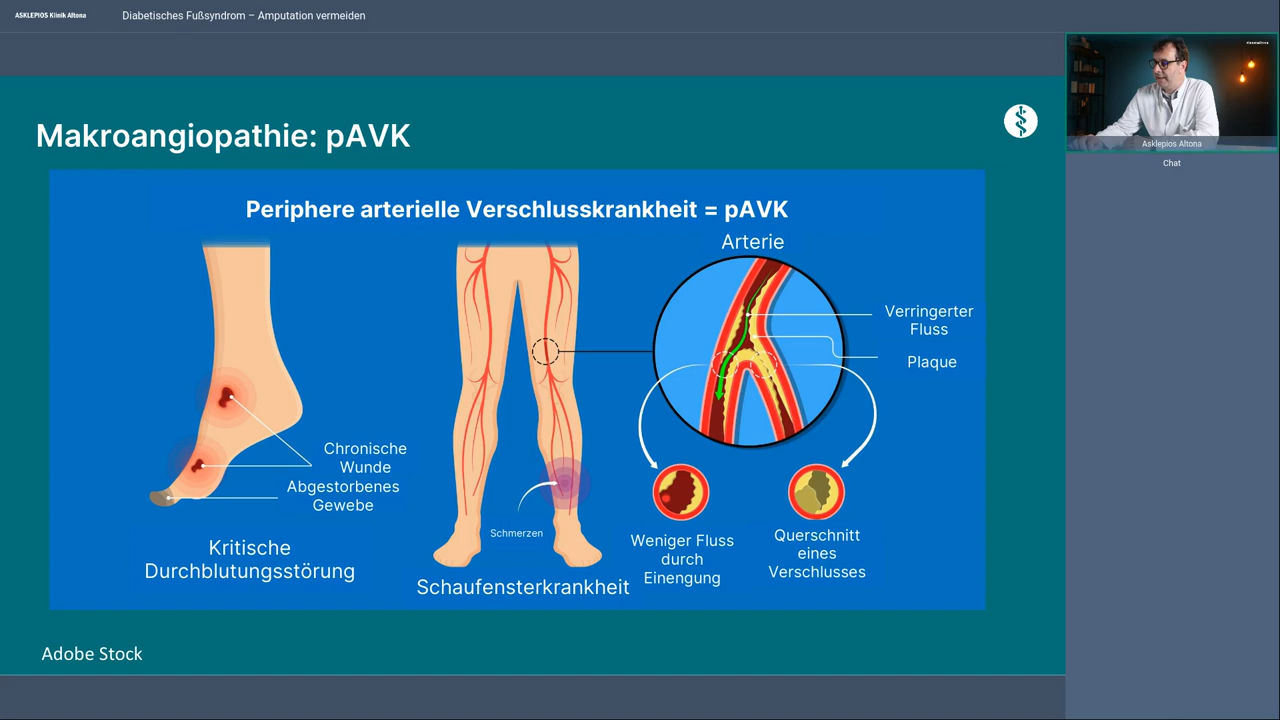 ASKLEPIOS Klinik Altona
Diabetisches Fußsyndrom – Amputation vermeiden
Asklepios Altona
Chat
Makroangiopathie: pAVK
Periphere arterielle Verschlusskrankheit = pAVK
Arterie
Verringerter
Fluss
Plaque
Chronische
Wunde
Abgestorbenes
Gewebe
Schmerzen
Kritische
Durchblutungsstörung
Schaufensterkrankheit
Weniger Fluss
durch
Einengung
Querschnitt
eines
Verschlusses
Adobe Stock